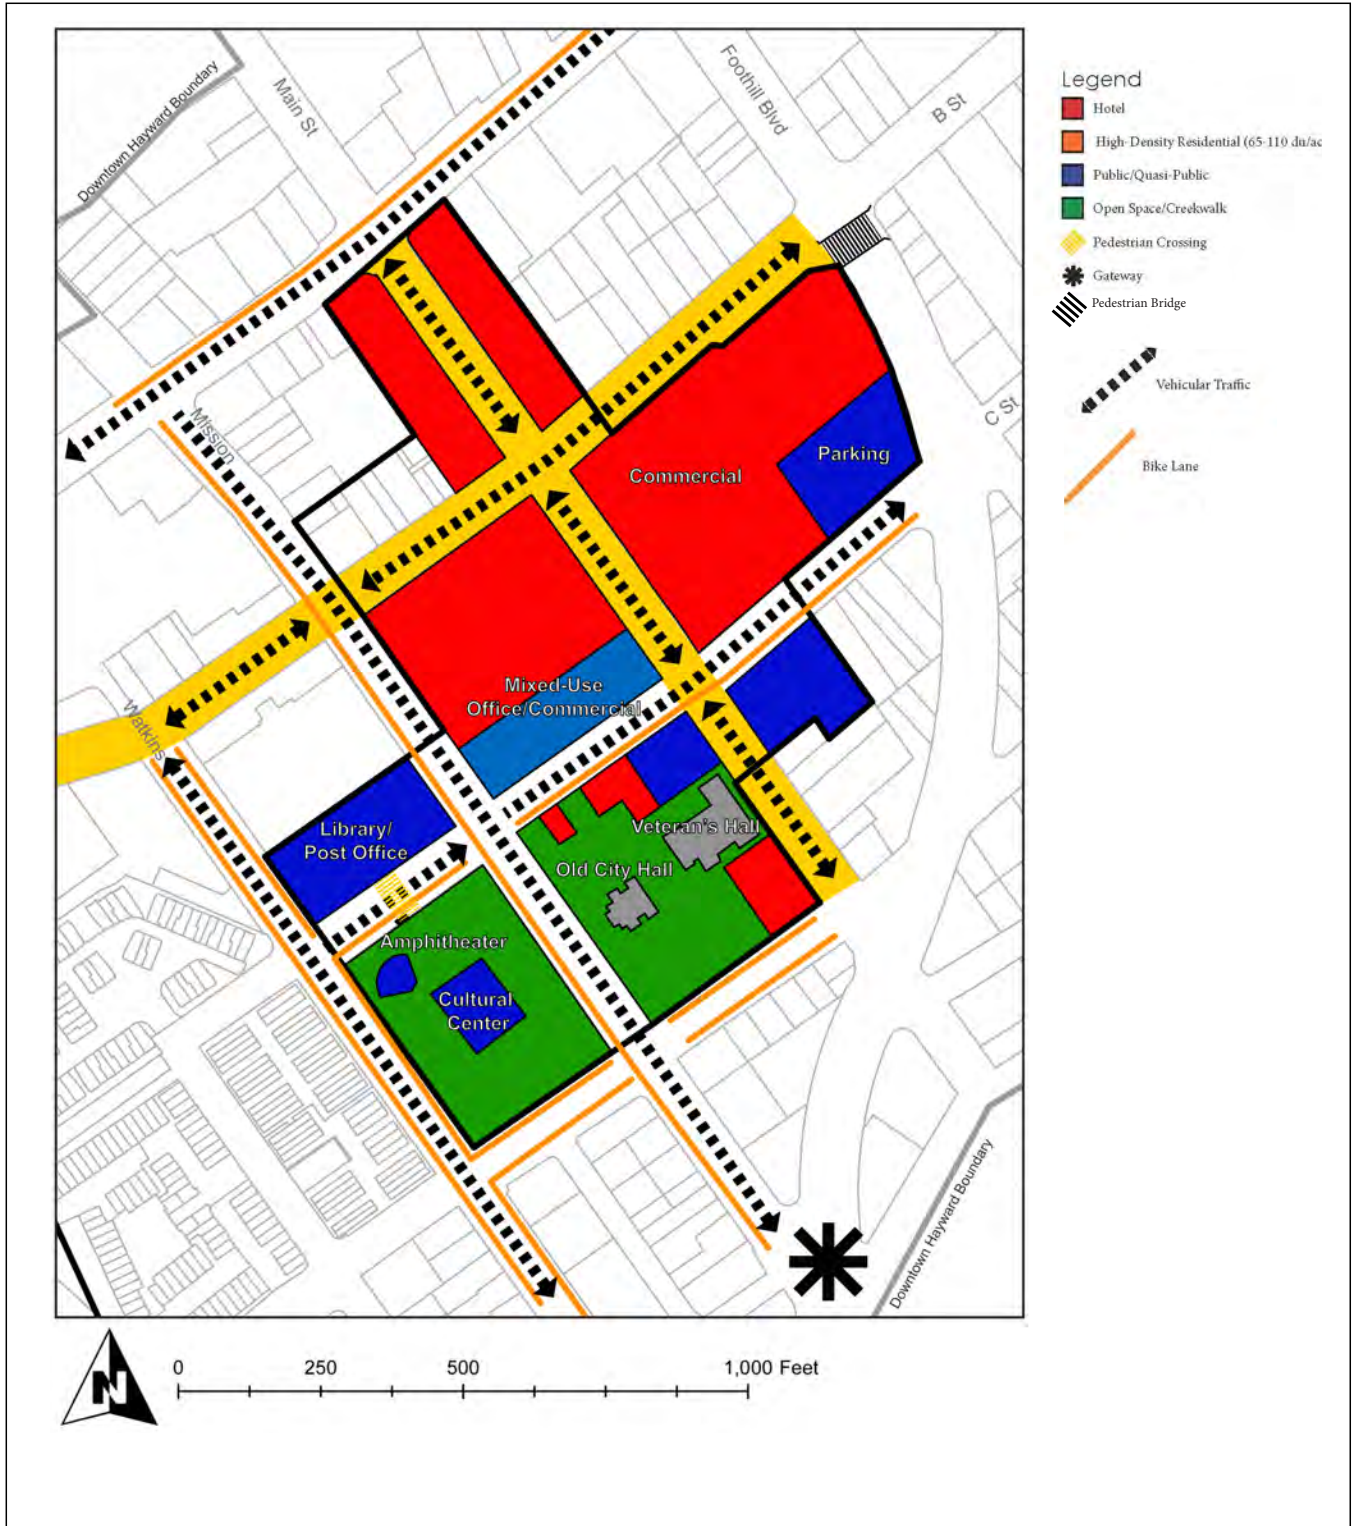 Downtown Hayward Boundary
Main St
Foothill Blvd
B St
C St
Mission
Watkins
Commercial
Parking
Mixed-Use
Office/Commercial
Library/
Post Office
Veteran's Hall
Old City Hall
Amphitheater
Cultural
Center
Downtown Hayward Boundary
Legend
Hotel
High-Density Residential (65-110 du/ac
Public/Quasi-Public
Open Space/Creekwalk
Pedestrian Crossing
Gateway
Pedestrian Bridge
Vehicular Traffic
Bike Lane
N
0 250 500 1,000 Feet